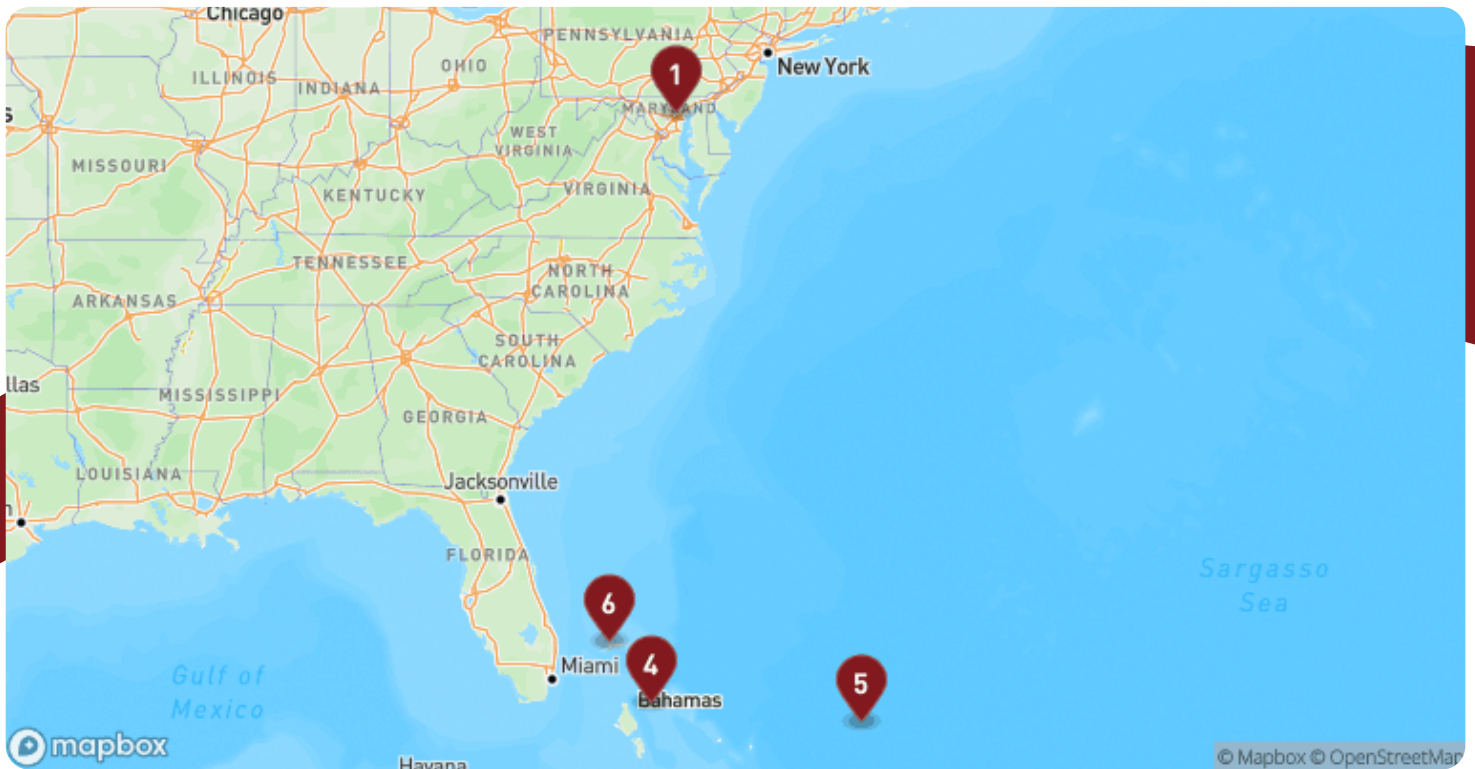 Chicago
PENNSYLVANIA
OHIO
New York
ILLINOIS
INDIANA
1
MARYLAND
s
WEST
VIRGINIA
MISSOURI
KENTUCKY
VIRGINIA
TENNESSEE
NORTH
CAROLINA
ARKANSAS
SOUTH
CAROLINA
llas
MISSISSIPPI
GEORGIA
LOUISIANA
Jacksonville
n
FLORIDA
Sargasso
Sea
6
Miami
4
Bahamas
5
Gulf of
Mexico
mapbox
Havana
© Mapbox © OpenStreetMap